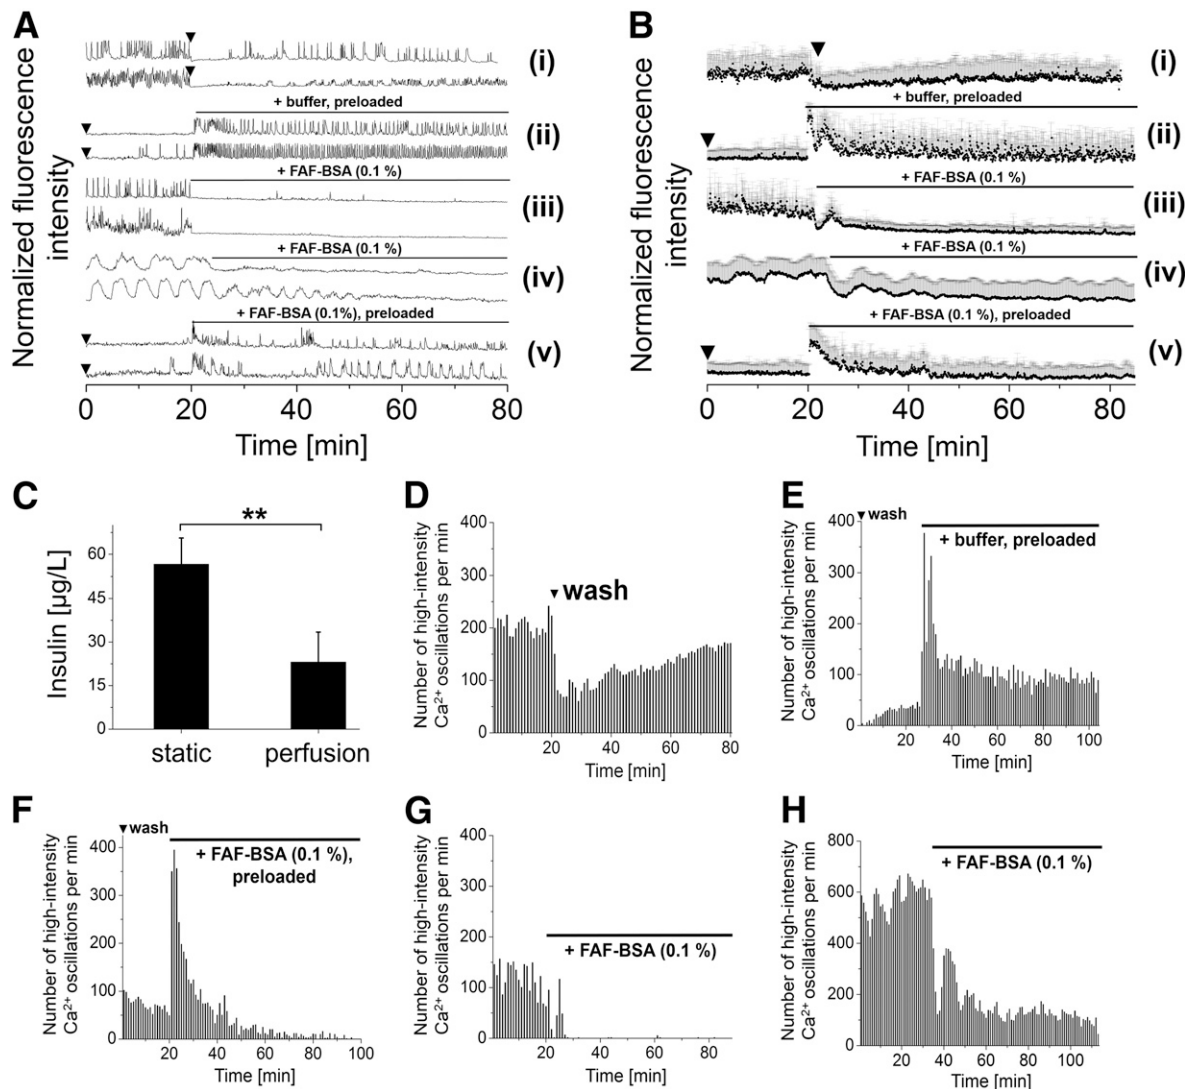 A
Normalized fluorescence
intensity
(i)
+ buffer, preloaded
(ii)
+ FAF-BSA (0.1 %)
(iii)
+ FAF-BSA (0.1 %)
(iv)
+ FAF-BSA (0.1%), preloaded
(v)
0 20 40 60 80
Time [min]
B
Normalized fluorescence
intensity
(i)
+ buffer, preloaded
(ii)
+ FAF-BSA (0.1 %)
(iii)
+ FAF-BSA (0.1 %)
(iv)
+ FAF-BSA (0.1 %), preloaded
(v)
0 20 40 60 80
Time [min]
C
Insulin [µg/L]
60
45
30
15
0
**
static perfusion
D
Number of high-intensity
Ca²⁺ oscillations per min
400
300
200
100
0
wash
20 40 60 80
Time [min]
E
Number of high-intensity
Ca²⁺ oscillations per min
400
300
200
100
0
wash
+ buffer, preloaded
20 40 60 80 100
Time [min]
F
Number of high-intensity
Ca²⁺ oscillations per min
400
300
200
100
0
wash
+ FAF-BSA (0.1 %),
preloaded
20 40 60 80 100
Time [min]
G
Number of high-intensity
Ca²⁺ oscillations per min
400
300
200
100
0
+ FAF-BSA (0.1 %)
20 40 60 80
Time [min]
H
Number of high-intensity
Ca²⁺ oscillations per min
800
600
400
200
0
+ FAF-BSA (0.1 %)
20 40 60 80 100
Time [min]